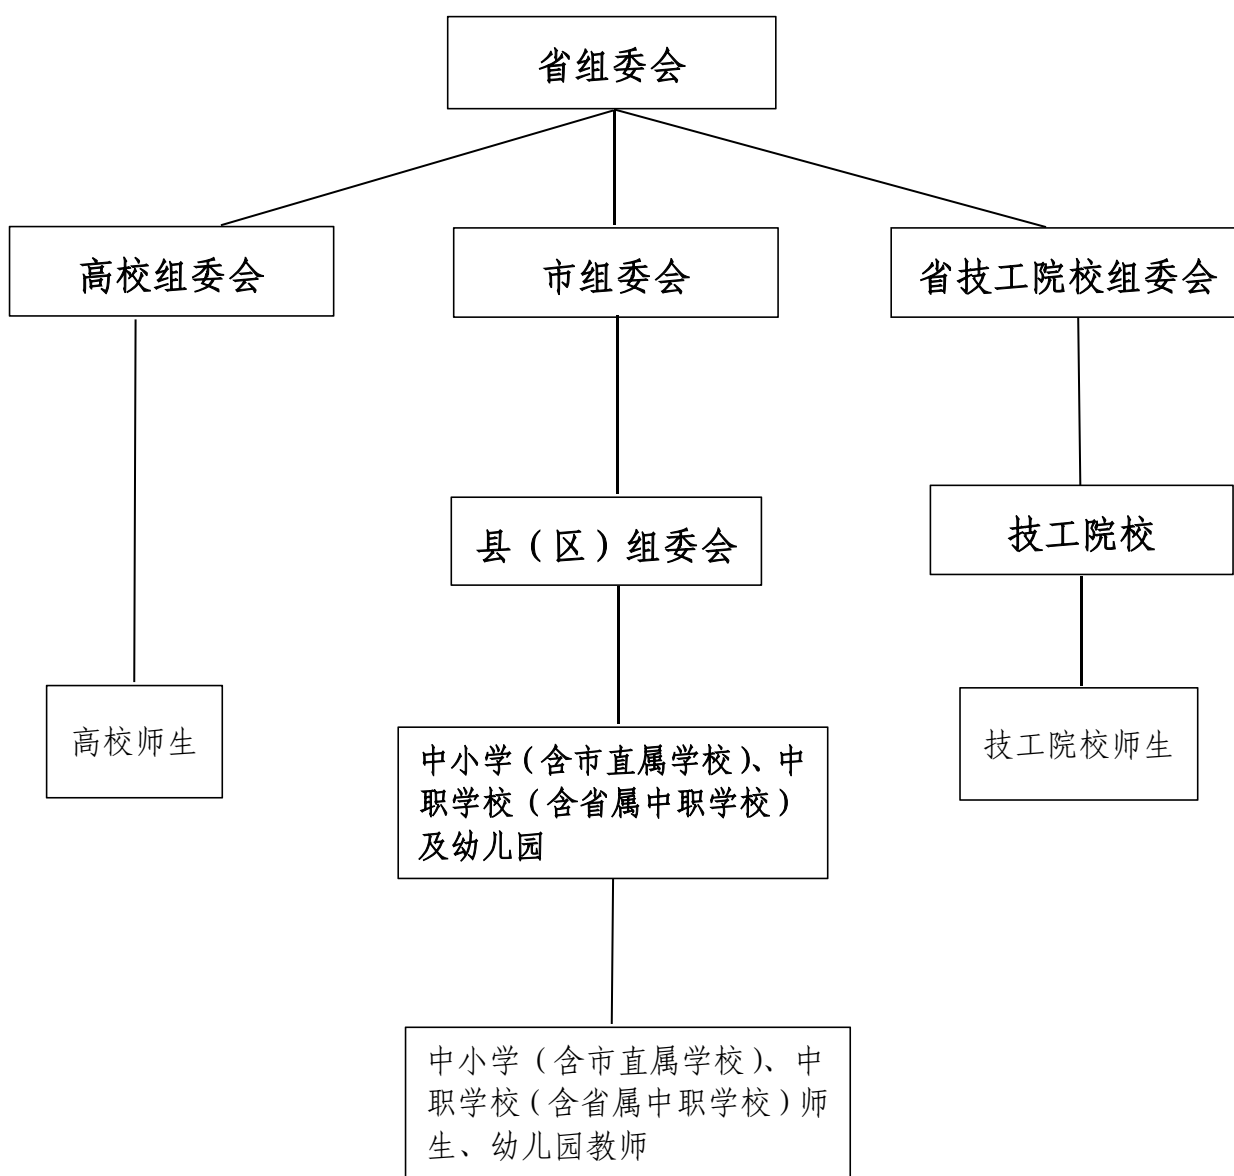 省组委会
高校组委会
市组委会
省技工院校组委会
县（区）组委会
技工院校
高校师生
技工院校师生
中小学（含市直属学校）、中
职学校（含省属中职学校）
及幼儿园
中小学（含市直属学校）、中
职学校（含省属中职学校）师
生、幼儿园教师